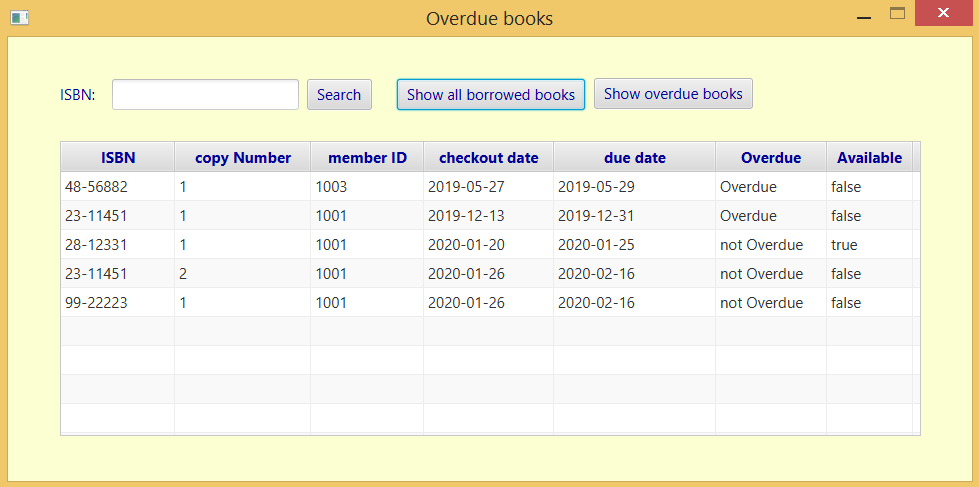 Overdue books
ISBN: Search Show all borrowed books Show overdue books
ISBN copy Number member ID checkout date due date Overdue Available
48-56882 1 1003 2019-05-27 2019-05-29 Overdue false
23-11451 1 1001 2019-12-13 2019-12-31 Overdue false
28-12331 1 1001 2020-01-20 2020-01-25 not Overdue true
23-11451 2 1001 2020-01-26 2020-02-16 not Overdue false
99-22223 1 1001 2020-01-26 2020-02-16 not Overdue false